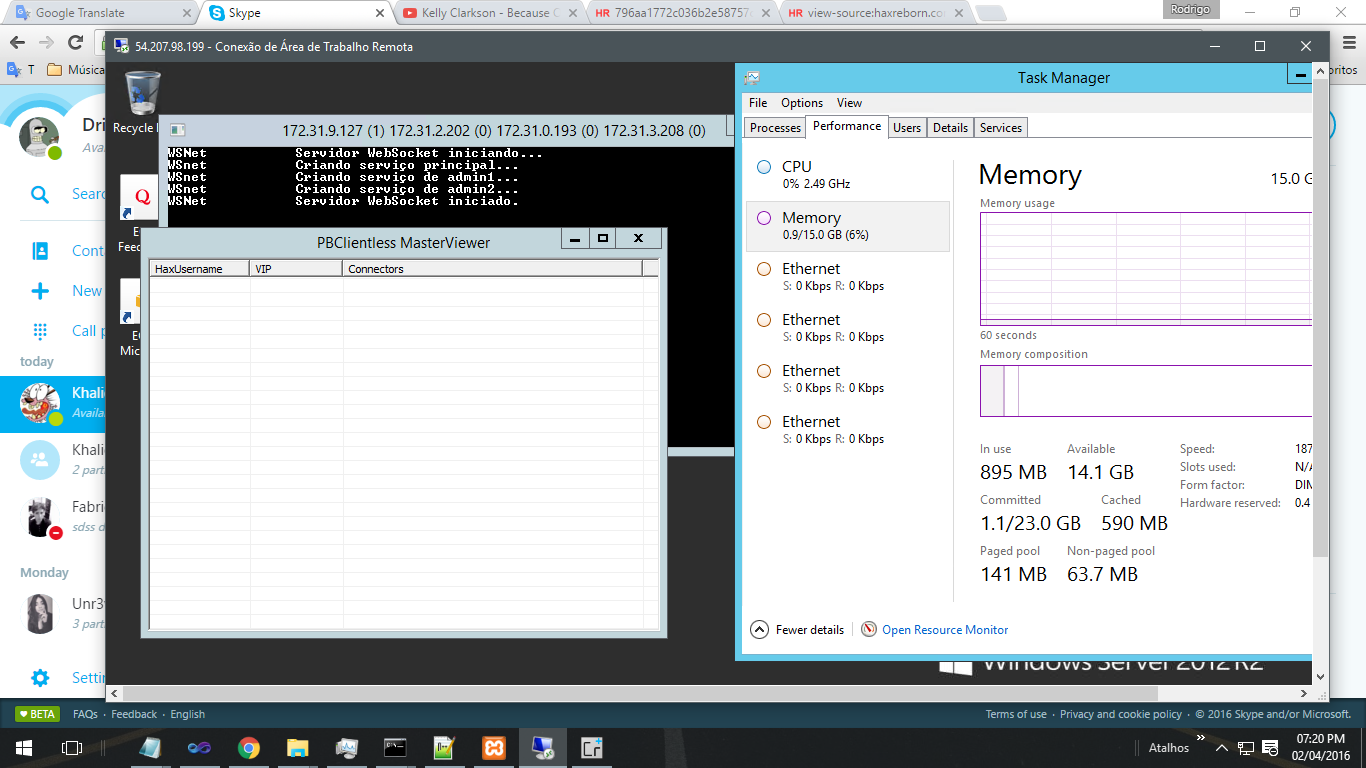 Google Translate
Skype
Kelly Clarkson - Because
796aa1772c036b2e58757
view-source:haxreborn.co
Rodrigo
T
Música
oritos
54.207.98.199 - Conexão de Área de Trabalho Remota
Dri
Ava
Sear
Cont
New
Call p
today
Khali
Availa
Khali
2 parti
Fabri
sdss d
Monday
Unr3
3 parti
Settin
Recycle
Feed
Mic
172.31.9.127 (1) 172.31.2.202 (0) 172.31.0.193 (0) 172.31.3.208 (0)
WSNet Servidor WebSocket iniciando...
WSNet Criando serviço principal...
WSNet Criando serviço de admin1...
WSNet Criando serviço de admin2...
WSNet Servidor WebSocket iniciado.
PBClientless MasterViewer
HaxUsername VIP Connectors
Task Manager
File Options View
Processes Performance Users Details Services
CPU
0% 2.49 GHz
Memory
0.9/15.0 GB (6%)
Ethernet
S: 0 Kbps R: 0 Kbps
Ethernet
S: 0 Kbps R: 0 Kbps
Ethernet
S: 0 Kbps R: 0 Kbps
Ethernet
S: 0 Kbps R: 0 Kbps
Memory 15.0 G
Memory usage
60 seconds
Memory composition
In use Available
895 MB 14.1 GB
Committed Cached
1.1/23.0 GB 590 MB
Paged pool Non-paged pool
141 MB 63.7 MB
Speed: 187
Slots used: N/A
Form factor: DIM
Hardware reserved: 0.4
Fewer details Open Resource Monitor
Windows Server 2012 R2
BETA FAQs · Feedback · English
Terms of use · Privacy and cookie policy · © 2016 Skype and/or Microsoft.
Atalhos
07:20 PM
02/04/2016